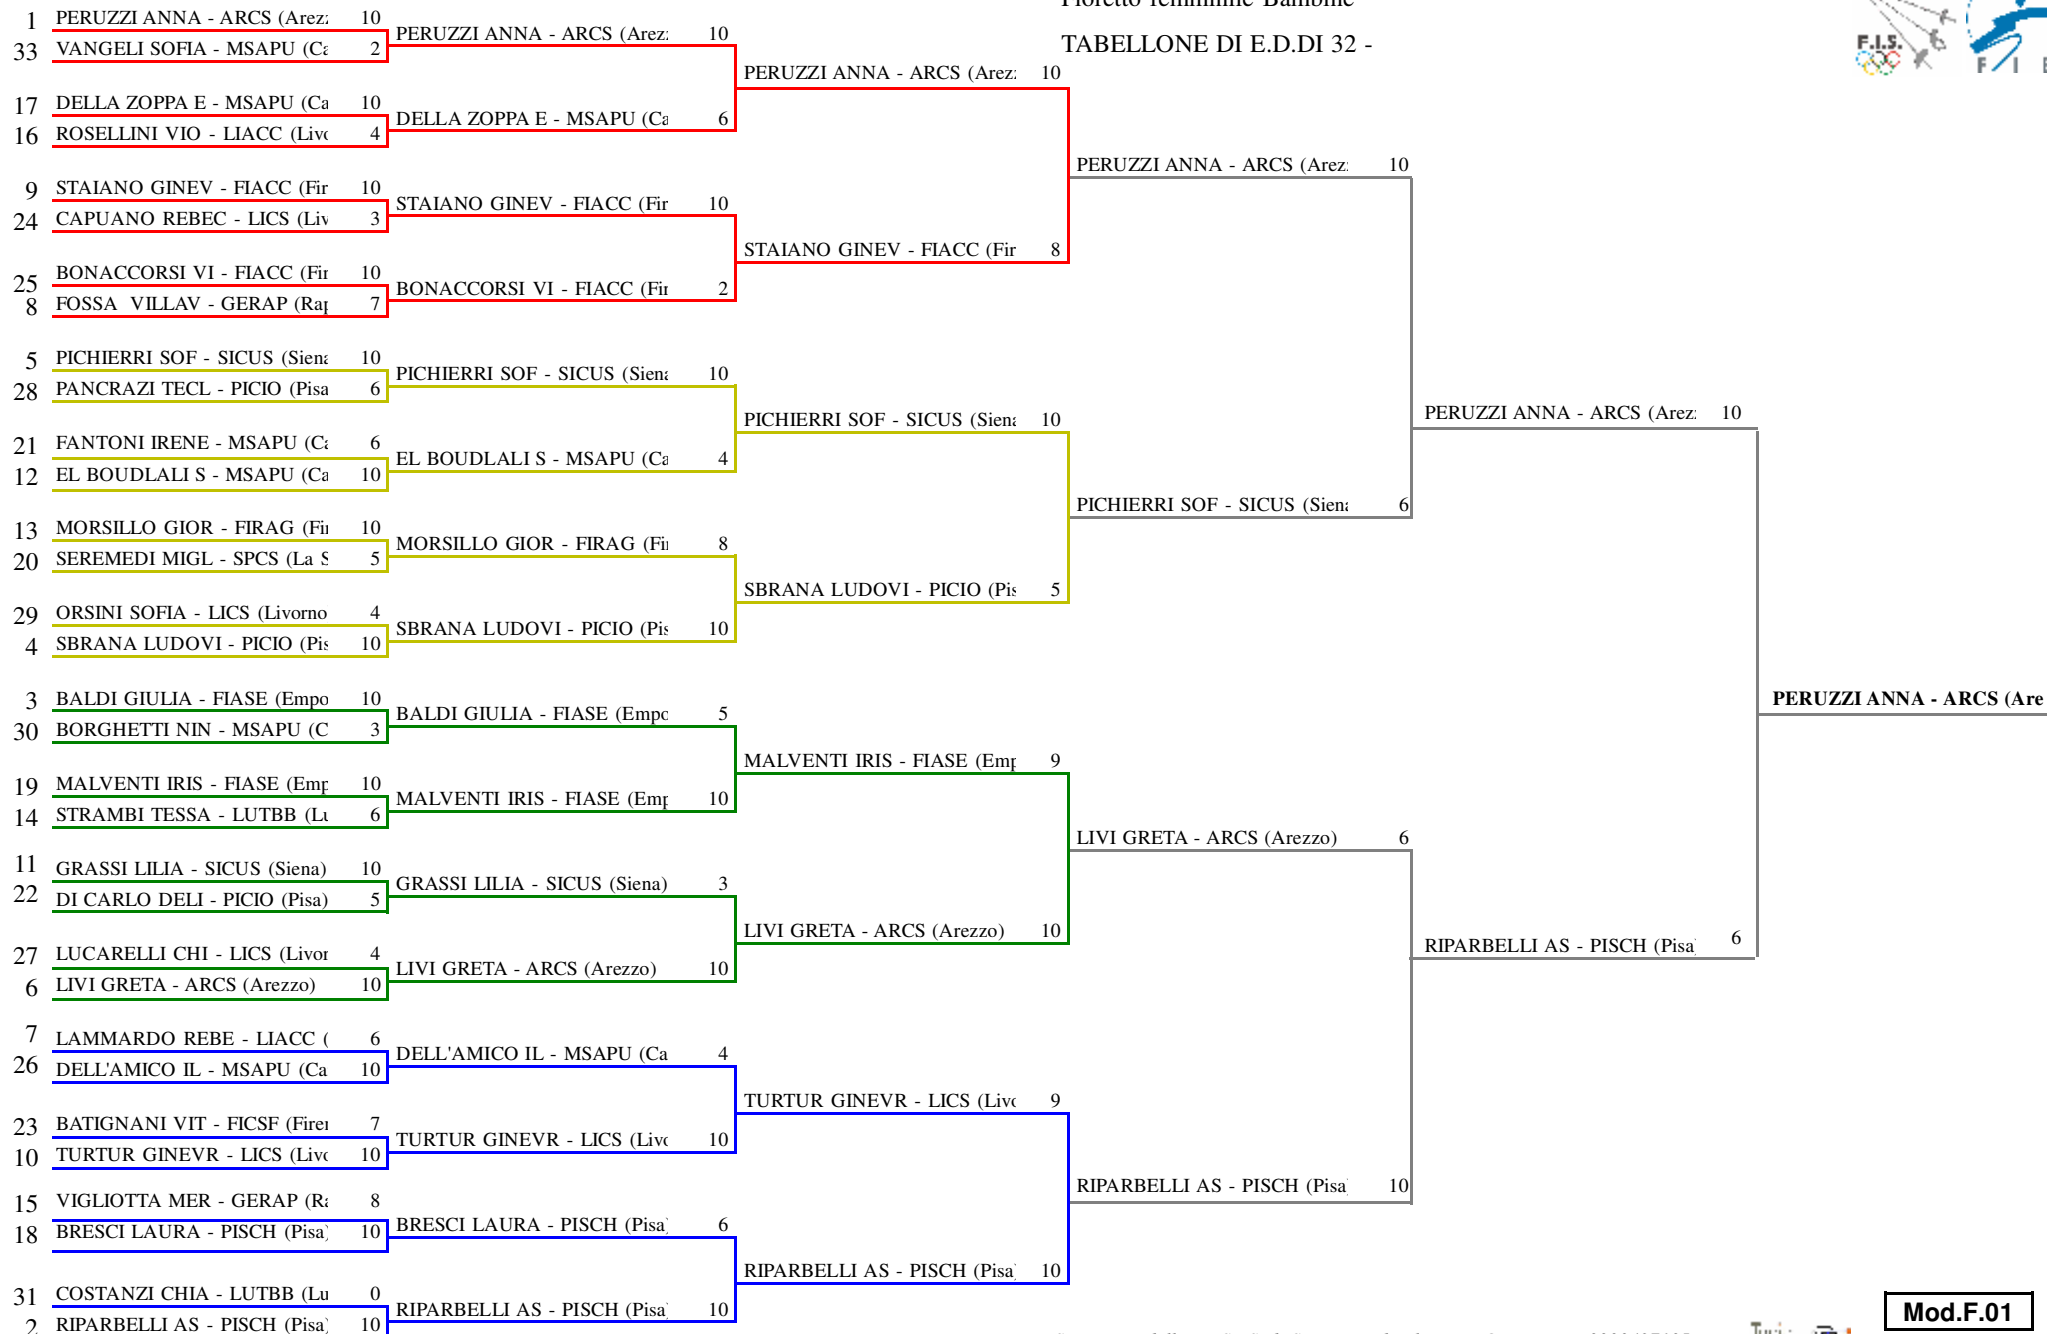 Fioretto femminile Bambine
TABELLONE DI E.D.DI 32 -
F.I.S.
F I E
1 PERUZZI ANNA - ARCS (Arez 10
33 VANGELI SOFIA - MSAPU (Ca 2
17 DELLA ZOPPA E - MSAPU (Ca 10
16 ROSELLINI VIO - LIACC (Livo 4
9 STAIANO GINEV - FIACC (Fir 10
24 CAPUANO REBEC - LICS (Liv 3
25 BONACCORSI VI - FIACC (Fir 10
8 FOSSA VILLAV - GERAP (Rap 7
5 PICHIERRI SOF - SICUS (Siena 10
28 PANCRAZI TECL - PICIO (Pisa 6
21 FANTONI IRENE - MSAPU (Ca 6
12 EL BOUDLALI S - MSAPU (Ca 10
13 MORSILLO GIOR - FIRAG (Fir 10
20 SEREMEDI MIGL - SPCS (La S 5
29 ORSINI SOFIA - LICS (Livorno 4
4 SBRANA LUDOVI - PICIO (Pis 10
3 BALDI GIULIA - FIASE (Empo 10
30 BORGHETTI NIN - MSAPU (C 3
19 MALVENTI IRIS - FIASE (Emp 10
14 STRAMBI TESSA - LUTBB (Lu 6
11 GRASSI LILIA - SICUS (Siena) 10
22 DI CARLO DELI - PICIO (Pisa) 5
27 LUCARELLI CHI - LICS (Livor 4
6 LIVI GRETA - ARCS (Arezzo) 10
7 LAMMARDO REBE - LIACC ( 6
26 DELL'AMICO IL - MSAPU (Ca 10
23 BATIGNANI VIT - FICSF (Firen 7
10 TURTUR GINEVR - LICS (Livo 10
15 VIGLIOTTA MER - GERAP (Ra 8
18 BRESCI LAURA - PISCH (Pisa) 10
31 COSTANZI CHIA - LUTBB (Lu 0
2 RIPARBELLI AS - PISCH (Pisa) 10
PERUZZI ANNA - ARCS (Arez 10
DELLA ZOPPA E - MSAPU (Ca 6
STAIANO GINEV - FIACC (Fir 10
BONACCORSI VI - FIACC (Fir 2
PICHIERRI SOF - SICUS (Siena 10
EL BOUDLALI S - MSAPU (Ca 4
MORSILLO GIOR - FIRAG (Fir 8
SBRANA LUDOVI - PICIO (Pis 10
BALDI GIULIA - FIASE (Empo 5
MALVENTI IRIS - FIASE (Emp 10
GRASSI LILIA - SICUS (Siena) 3
LIVI GRETA - ARCS (Arezzo) 10
DELL'AMICO IL - MSAPU (Ca 4
TURTUR GINEVR - LICS (Livo 10
BRESCI LAURA - PISCH (Pisa) 6
RIPARBELLI AS - PISCH (Pisa) 10
PERUZZI ANNA - ARCS (Arez 10
STAIANO GINEV - FIACC (Fir 8
PICHIERRI SOF - SICUS (Siena 10
SBRANA LUDOVI - PICIO (Pis 5
MALVENTI IRIS - FIASE (Emp 9
LIVI GRETA - ARCS (Arezzo) 10
TURTUR GINEVR - LICS (Livo 9
RIPARBELLI AS - PISCH (Pisa) 10
PERUZZI ANNA - ARCS (Arez 10
PICHIERRI SOF - SICUS (Siena 6
LIVI GRETA - ARCS (Arezzo) 6
RIPARBELLI AS - PISCH (Pisa) 10
PERUZZI ANNA - ARCS (Arez 10
RIPARBELLI AS - PISCH (Pisa) 6
PERUZZI ANNA - ARCS (Are
Mod.F.01